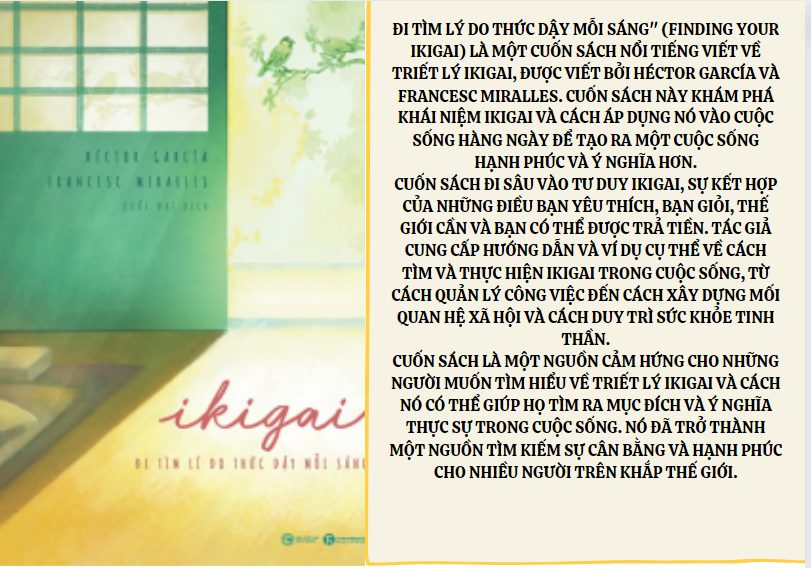 HÉCTOR GARCÍA
FRANCESC MIRALLES
QUỐC ĐẠT DỊCH
ikigai
ĐI TÌM LÍ DO THỨC DẬY MỖI SÁNG
ĐI TÌM LÝ DO THỨC DẬY MỖI SÁNG" (FINDING YOUR
IKIGAI) LÀ MỘT CUỐN SÁCH NỔI TIẾNG VIẾT VỀ
TRIẾT LÝ IKIGAI, ĐƯỢC VIẾT BỞI HÉCTOR GARCÍA VÀ
FRANCESC MIRALLES. CUỐN SÁCH NÀY KHÁM PHÁ
KHÁI NIỆM IKIGAI VÀ CÁCH ÁP DỤNG NÓ VÀO CUỘC
SỐNG HÀNG NGÀY ĐỂ TẠO RA MỘT CUỘC SỐNG
HẠNH PHÚC VÀ Ý NGHĨA HƠN.
CUỐN SÁCH ĐI SÂU VÀO TƯ DUY IKIGAI, SỰ KẾT HỢP
CỦA NHỮNG ĐIỀU BẠN YÊU THÍCH, BẠN GIỎI, THẾ
GIỚI CẦN VÀ BẠN CÓ THỂ ĐƯỢC TRẢ TIỀN. TÁC GIẢ
CUNG CẤP HƯỚNG DẪN VÀ VÍ DỤ CỤ THỂ VỀ CÁCH
TÌM VÀ THỰC HIỆN IKIGAI TRONG CUỘC SỐNG, TỪ
CÁCH QUẢN LÝ CÔNG VIỆC ĐẾN CÁCH XÂY DỰNG MỐI
QUAN HỆ XÃ HỘI VÀ CÁCH DUY TRÌ SỨC KHỎE TINH
THẦN.
CUỐN SÁCH LÀ MỘT NGUỒN CẢM HỨNG CHO NHỮNG
NGƯỜI MUỐN TÌM HIỂU VỀ TRIẾT LÝ IKIGAI VÀ CÁCH
NÓ CÓ THỂ GIÚP HỌ TÌM RA MỤC ĐÍCH VÀ Ý NGHĨA
THỰC SỰ TRONG CUỘC SỐNG. NÓ ĐÃ TRỞ THÀNH
MỘT NGUỒN TÌM KIẾM SỰ CÂN BẰNG VÀ HẠNH PHÚC
CHO NHIỀU NGƯỜI TRÊN KHẮP THẾ GIỚI.